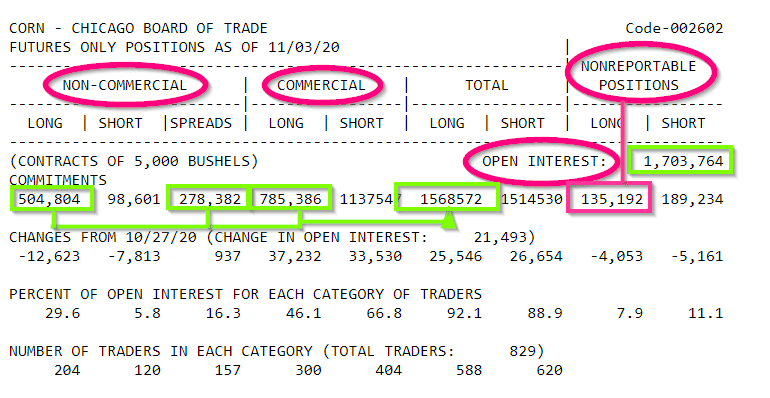 CORN - CHICAGO BOARD OF TRADE Code-002602
FUTURES ONLY POSITIONS AS OF 11/03/20 |
--------------------------------------------------------------| NONREPORTABLE
NON-COMMERCIAL | COMMERCIAL | TOTAL | POSITIONS
LONG | SHORT |SPREADS | LONG | SHORT | LONG | SHORT | LONG | SHORT
(CONTRACTS OF 5,000 BUSHELS) OPEN INTEREST: 1,703,764
COMMITMENTS
504,804 98,601 278,382 785,386 1137547 1568572 1514530 135,192 189,234
CHANGES FROM 10/27/20 (CHANGE IN OPEN INTEREST: 21,493)
-12,623 -7,813 937 37,232 33,530 25,546 26,654 -4,053 -5,161
PERCENT OF OPEN INTEREST FOR EACH CATEGORY OF TRADERS
29.6 5.8 16.3 46.1 66.8 92.1 88.9 7.9 11.1
NUMBER OF TRADERS IN EACH CATEGORY (TOTAL TRADERS: 829)
204 120 157 300 404 588 620